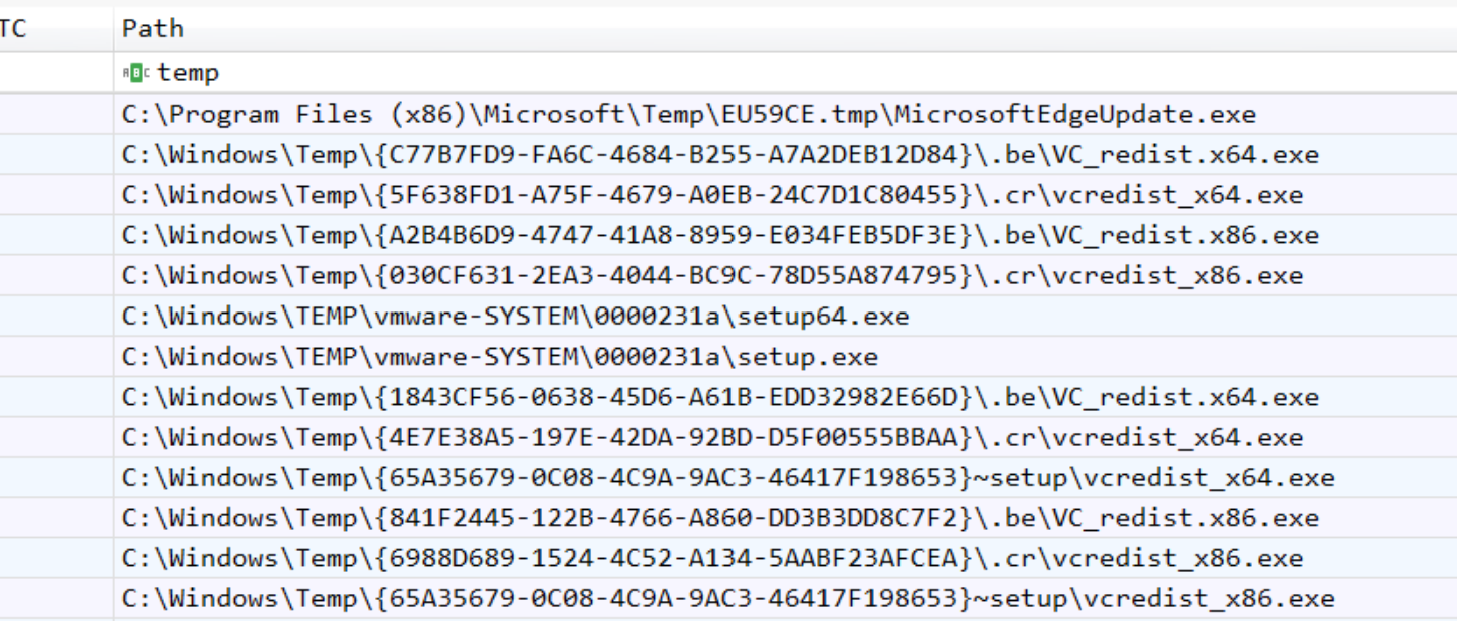 TC Path
temp
C:\Program Files (x86)\Microsoft\Temp\EU59CE.tmp\MicrosoftEdgeUpdate.exe
C:\Windows\Temp\{C77B7FD9-FA6C-4684-B255-A7A2DEB12D84}\.be\VC_redist.x64.exe
C:\Windows\Temp\{5F638FD1-A75F-4679-A0EB-24C7D1C80455}\.cr\vcredist_x64.exe
C:\Windows\Temp\{A2B4B6D9-4747-41A8-8959-E034FEB5DF3E}\.be\VC_redist.x86.exe
C:\Windows\Temp\{030CF631-2EA3-4044-BC9C-78D55A874795}\.cr\vcredist_x86.exe
C:\Windows\TEMP\vmware-SYSTEM\0000231a\setup64.exe
C:\Windows\TEMP\vmware-SYSTEM\0000231a\setup.exe
C:\Windows\Temp\{1843CF56-0638-45D6-A61B-EDD32982E66D}\.be\VC_redist.x64.exe
C:\Windows\Temp\{4E7E38A5-197E-42DA-92BD-D5F00555BBAA}\.cr\vcredist_x64.exe
C:\Windows\Temp\{65A35679-0C08-4C9A-9AC3-46417F198653}~setup\vcredist_x64.exe
C:\Windows\Temp\{841F2445-122B-4766-A860-DD3B3DD8C7F2}\.be\VC_redist.x86.exe
C:\Windows\Temp\{6988D689-1524-4C52-A134-5AABF23AFCEA}\.cr\vcredist_x86.exe
C:\Windows\Temp\{65A35679-0C08-4C9A-9AC3-46417F198653}~setup\vcredist_x86.exe